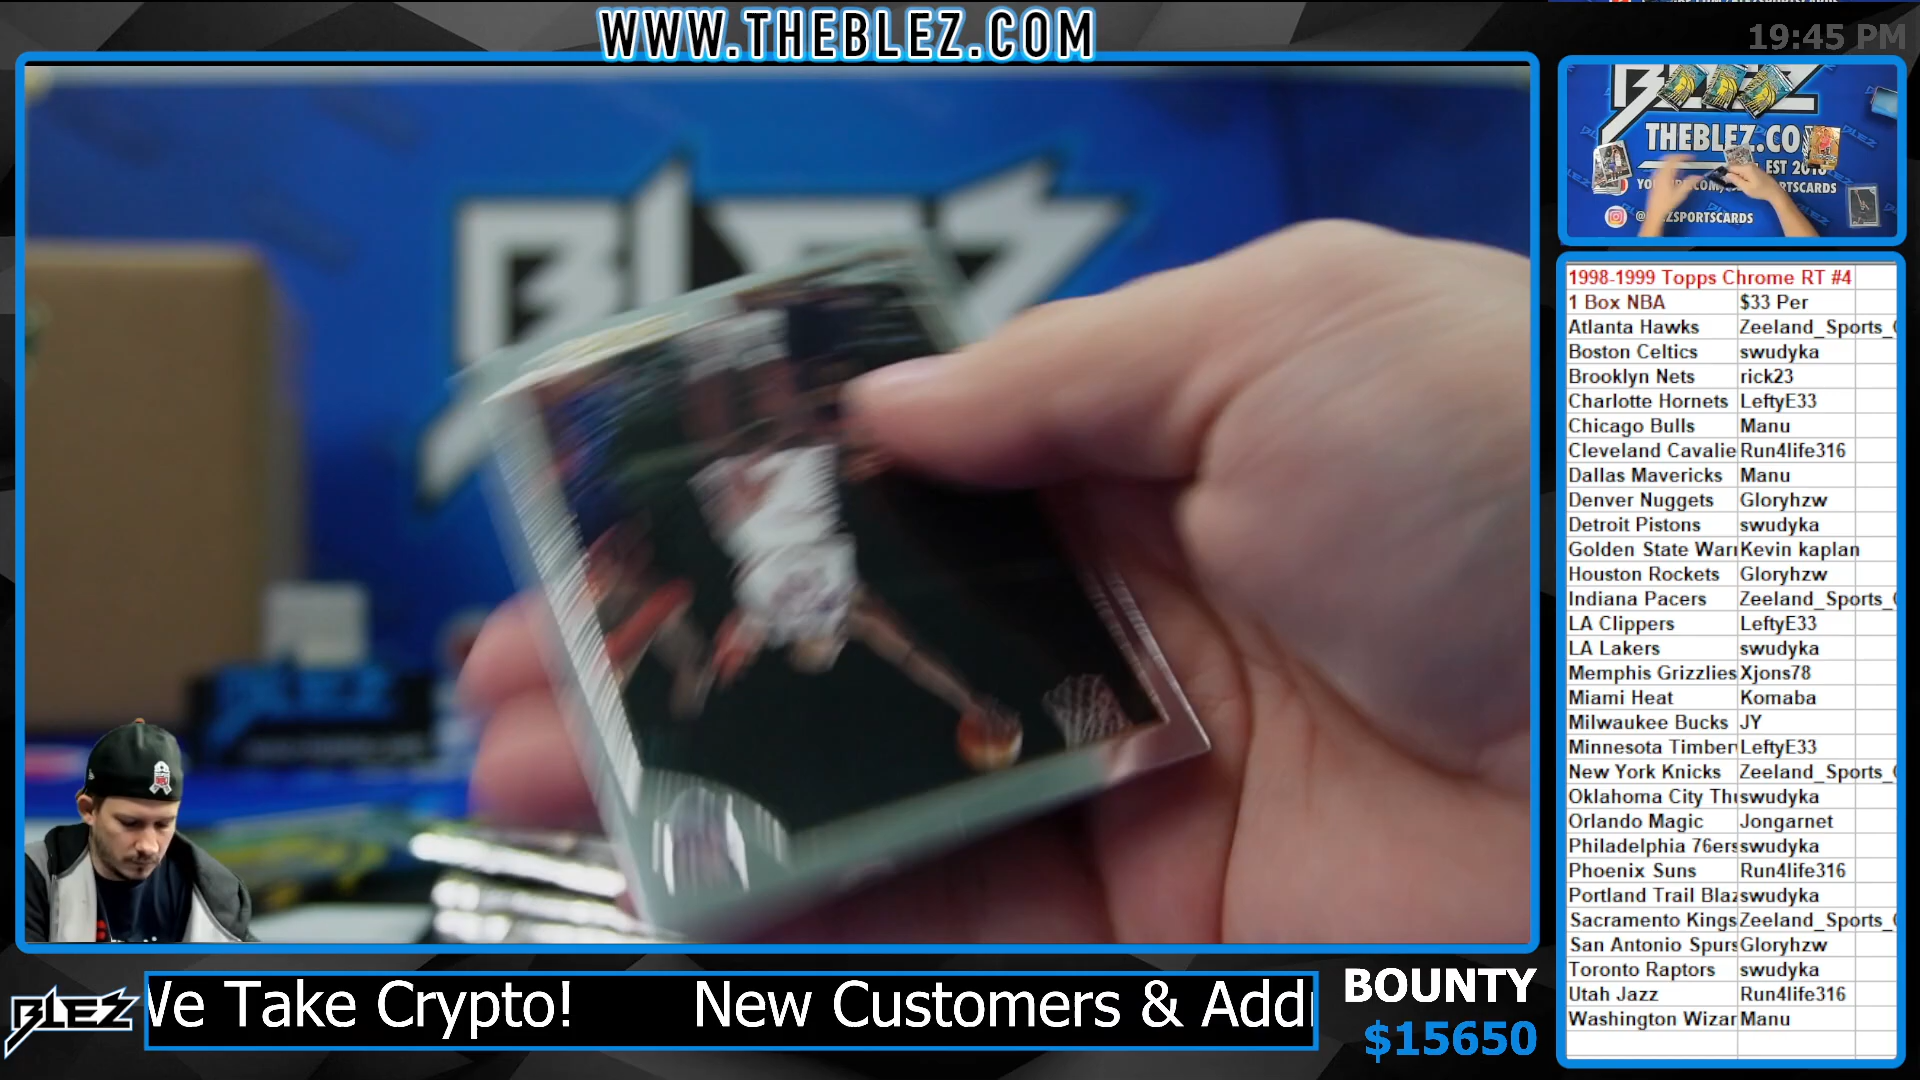 WWW.THEBLEZ.COM
19:45 PM
BLEZ
THEBLEZ.CO
EST 2018
@
ZSPORTSCARDS
1998-1999 Topps Chrome RT #4
1 Box NBA $33 Per
Atlanta Hawks Zeeland_Sports_
Boston Celtics swudyka
Brooklyn Nets rick23
Charlotte Hornets LeftyE33
Chicago Bulls Manu
Cleveland Cavalie Run4life316
Dallas Mavericks Manu
Denver Nuggets Gloryhzw
Detroit Pistons swudyka
Golden State Warr Kevin kaplan
Houston Rockets Gloryhzw
Indiana Pacers Zeeland_Sports_
LA Clippers LeftyE33
LA Lakers swudyka
Memphis Grizzlies Xjons78
Miami Heat Komaba
Milwaukee Bucks JY
Minnesota Timber LeftyE33
New York Knicks Zeeland_Sports_
Oklahoma City Thu swudyka
Orlando Magic Jongarnet
Philadelphia 76ers swudyka
Phoenix Suns Run4life316
Portland Trail Blaz swudyka
Sacramento Kings Zeeland_Sports_
San Antonio Spurs Gloryhzw
Toronto Raptors swudyka
Utah Jazz Run4life316
Washington Wizar Manu
BLEZ
We Take Crypto! New Customers & Add
BOUNTY
$15650